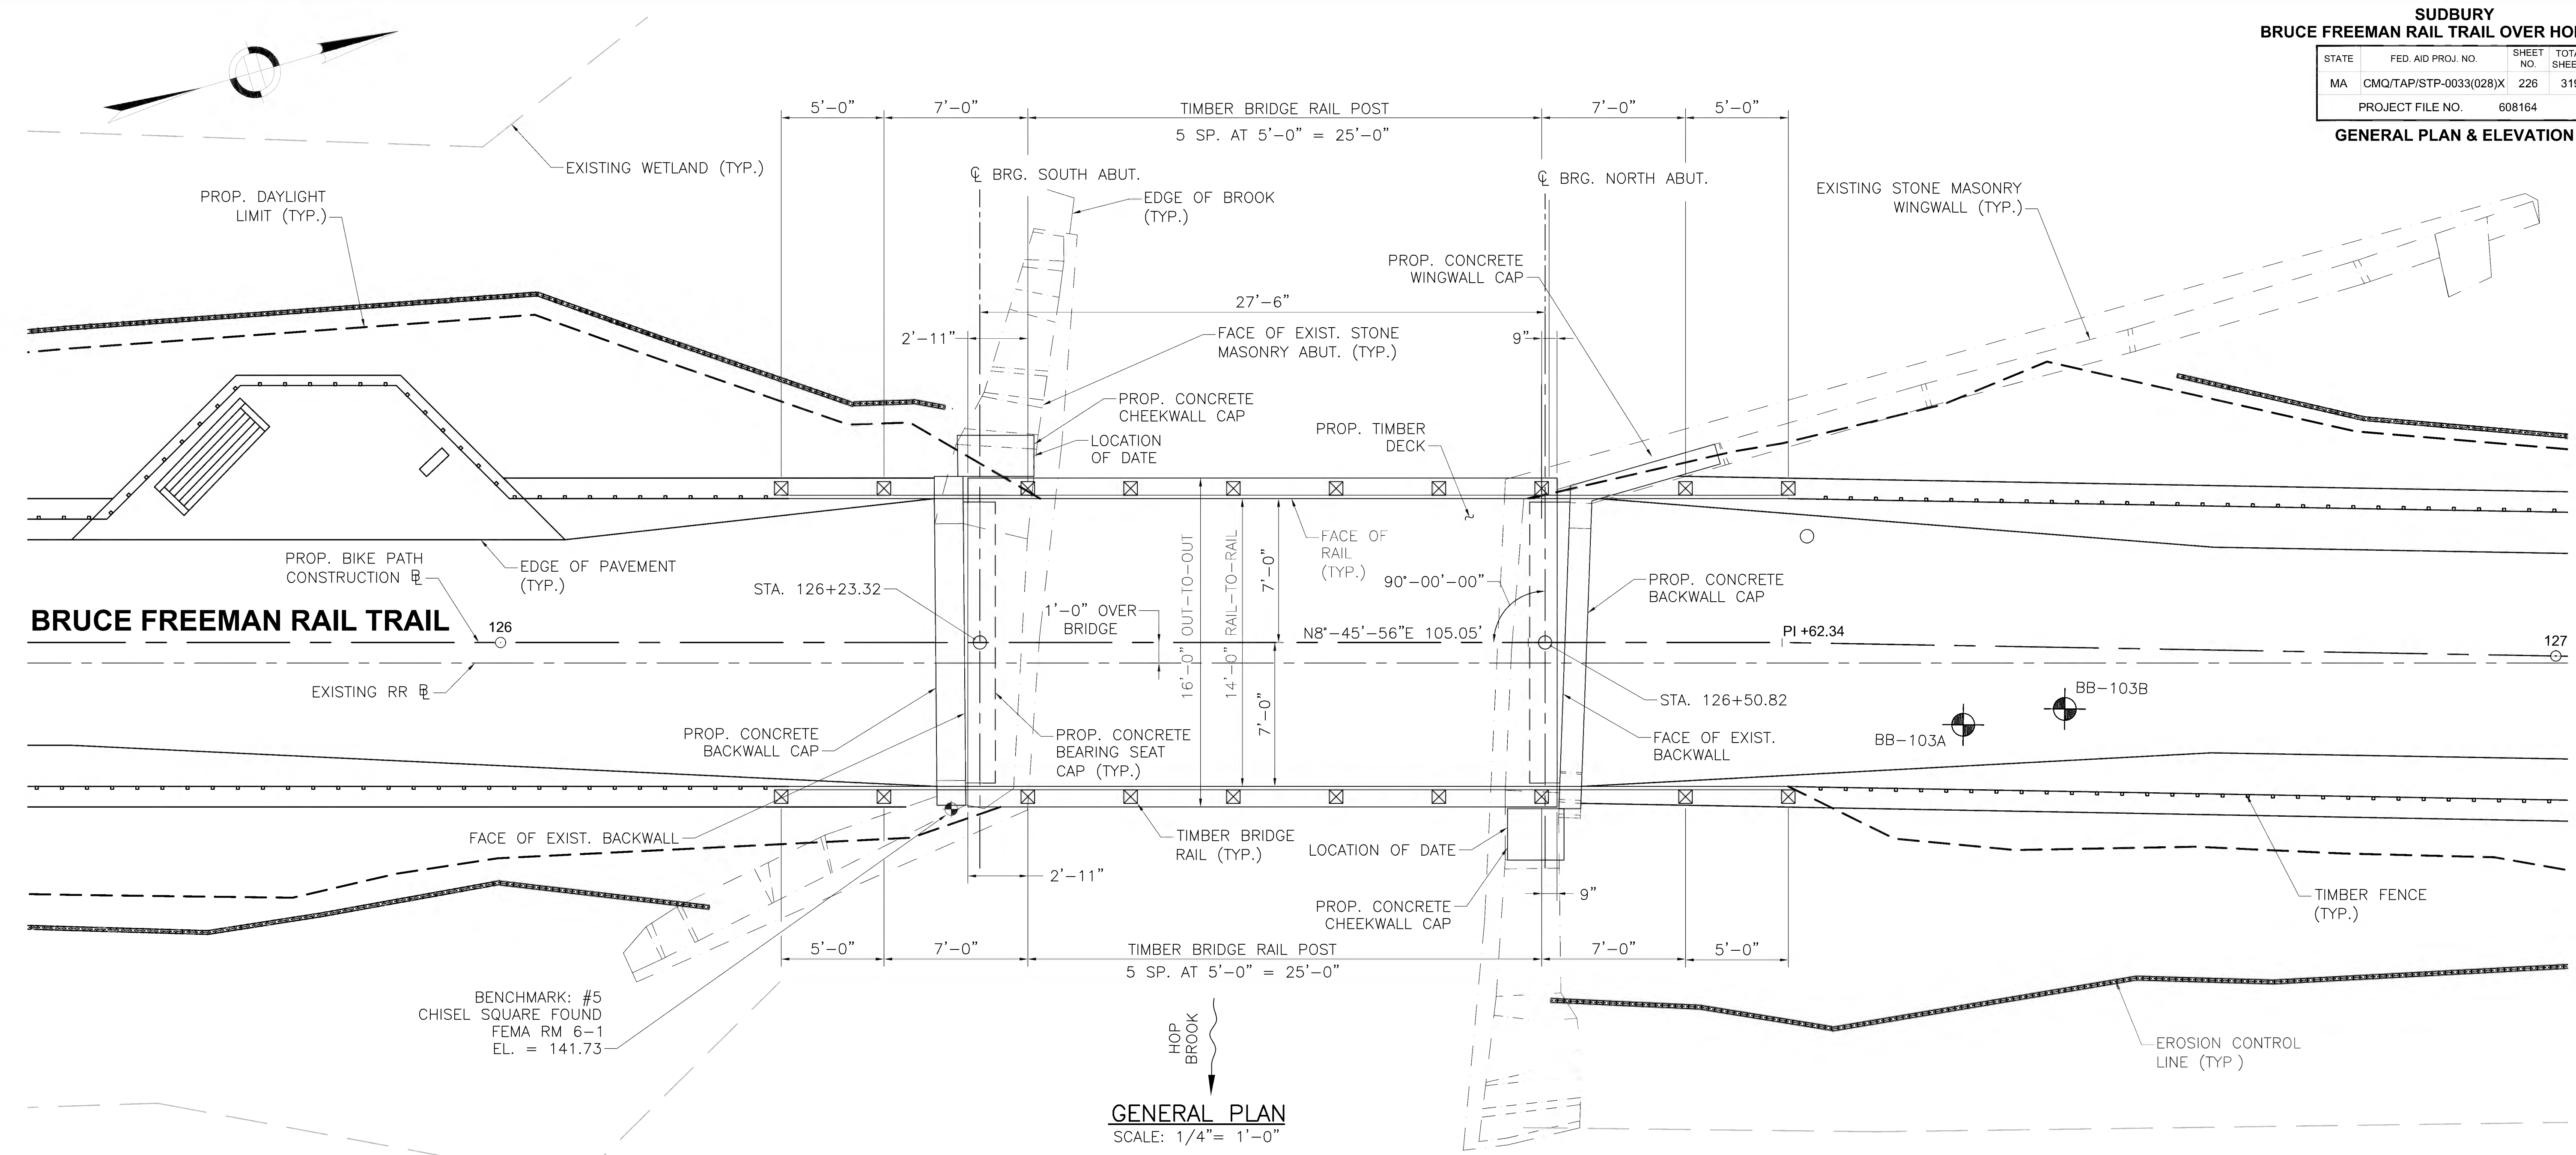 SUDBURY
BRUCE FREEMAN RAIL TRAIL OVER
STATE FED. AID PROJ. NO. SHEET NO.
MA CMQ/TAP/STP-0033(028)X 226 319
PROJECT FILE NO. 608164
GENERAL PLAN & ELEVATION
5'-0" 7'-0" TIMBER BRIDGE RAIL POST 7'-0" 5'-0"
5 SP. AT 5'-0" = 25'-0"
EXISTING WETLAND (TYP.)
℄ BRG. SOUTH ABUT.
℄ BRG. NORTH ABUT.
PROP. DAYLIGHT
LIMIT (TYP.)
EDGE OF BROOK
(TYP.)
EXISTING STONE MASONRY
WINGWALL (TYP.)
PROP. CONCRETE
WINGWALL CAP
27'-6"
2'-11"
FACE OF EXIST. STONE
MASONRY ABUT. (TYP.)
9"
PROP. CONCRETE
CHEEKWALL CAP
LOCATION
OF DATE
PROP. TIMBER
DECK
FACE OF
RAIL
(TYP.)
16'-0" OUT-TO-OUT
14'-0" RAIL-TO-RAIL
7'-0"
7'-0"
90°-00'-00"
PROP. BIKE PATH
CONSTRUCTION ℄
EDGE OF PAVEMENT
(TYP.)
STA. 126+23.32
1'-0" OVER
BRIDGE
PROP. CONCRETE
BACKWALL CAP
BRUCE FREEMAN RAIL TRAIL
126
N8°-45'-56"E 105.05'
PI +62.34
127
EXISTING RR ℄
STA. 126+50.82
BB-103B
BB-103A
PROP. CONCRETE
BACKWALL CAP
PROP. CONCRETE
BEARING SEAT
CAP (TYP.)
FACE OF EXIST.
BACKWALL
FACE OF EXIST. BACKWALL
TIMBER BRIDGE
RAIL (TYP.)
LOCATION OF DATE
2'-11"
9"
PROP. CONCRETE
CHEEKWALL CAP
TIMBER FENCE
(TYP.)
5'-0" 7'-0" TIMBER BRIDGE RAIL POST 7'-0" 5'-0"
5 SP. AT 5'-0" = 25'-0"
BENCHMARK: #5
CHISEL SQUARE FOUND
FEMA RM 6-1
EL. = 141.73
HOP
BROOK
EROSION CONTROL
LINE (TYP )
GENERAL PLAN
SCALE: 1/4"= 1'-0"